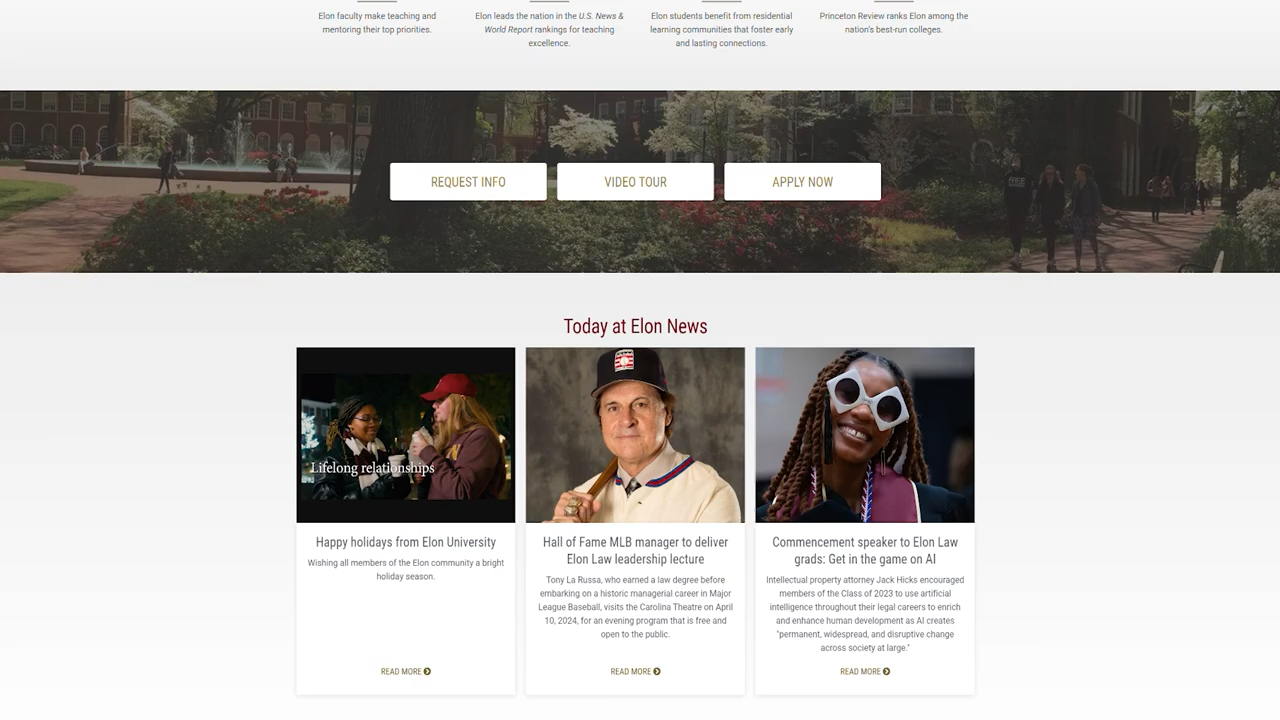 Elon faculty make teaching and
mentoring their top priorities.
Elon leads the nation in the U.S. News &
World Report rankings for teaching
excellence.
Elon students benefit from residential
learning communities that foster early
and lasting connections.
Princeton Review ranks Elon among the
nation's best-run colleges.
REQUEST INFO
VIDEO TOUR
APPLY NOW
Today at Elon News
Lifelong relationships
Happy holidays from Elon University
Wishing all members of the Elon community a bright
holiday season.
READ MORE
Hall of Fame MLB manager to deliver
Elon Law leadership lecture
Tony La Russa, who earned a law degree before
embarking on a historic managerial career in Major
League Baseball, visits the Carolina Theatre on April
10, 2024, for an evening program that is free and
open to the public.
READ MORE
Commencement speaker to Elon Law
grads: Get in the game on AI
Intellectual property attorney Jack Hicks encouraged
members of the Class of 2023 to use artificial
intelligence throughout their legal careers to enrich
and enhance human development as AI creates
"permanent, widespread, and disruptive change
across society at large."
READ MORE